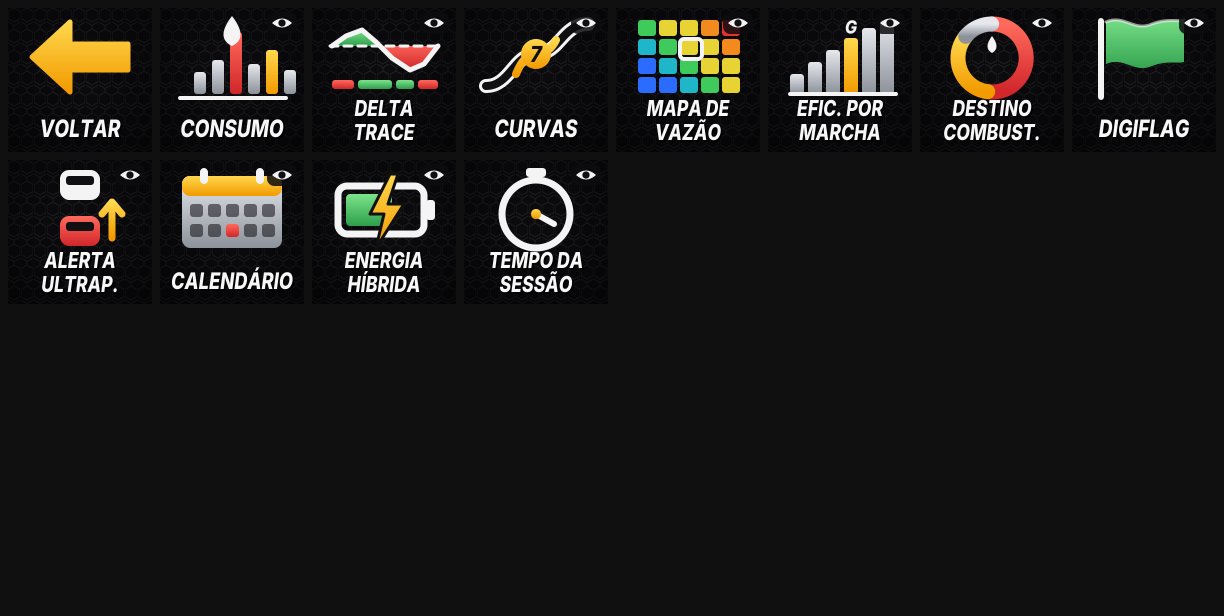 VOLTAR
CONSUMO
DELTA
TRACE
7
CURVAS
MAPA DE
VAZÃO
G
EFIC. POR
MARCHA
DESTINO
COMBUST.
DIGIFLAG
ALERTA
ULTRAP.
CALENDÁRIO
ENERGIA
HÍBRIDA
TEMPO DA
SESSÃO